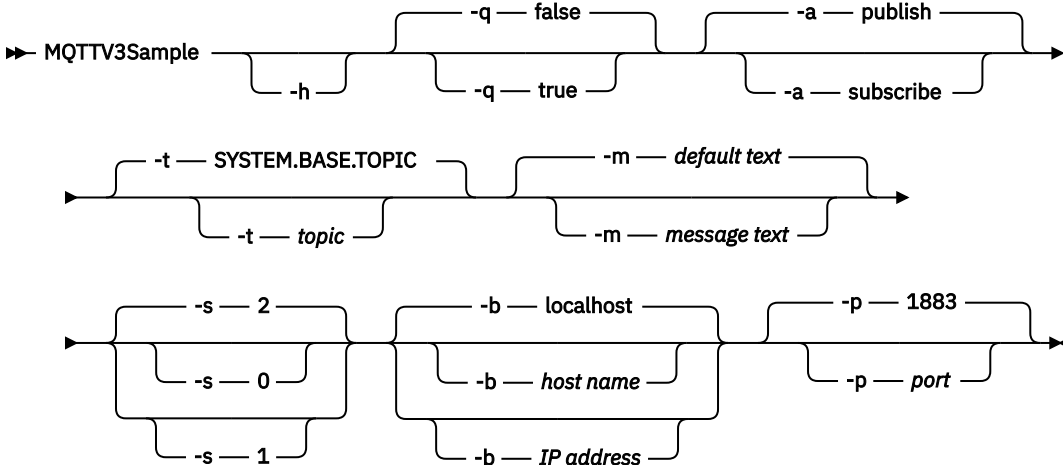 -q false -a publish
MQTTV3Sample
-h -q true -a subscribe
-t SYSTEM.BASE.TOPIC -m default text
-t topic -m message text
-s 2 -b localhost -p 1883
-s 0 -b host name -p port
-s 1 -b IP address